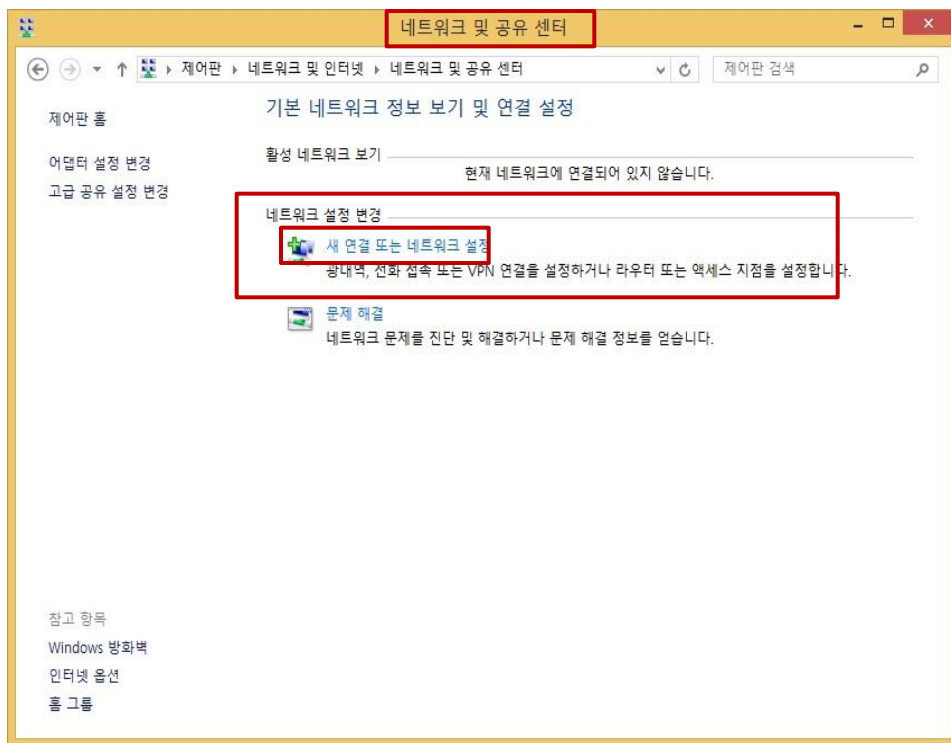 네트워크 및 공유 센터
제어판 네트워크 및 인터넷 네트워크 및 공유 센터 제어판 검색
제어판 홈
어댑터 설정 변경
고급 공유 설정 변경
기본 네트워크 정보 보기 및 연결 설정
활성 네트워크 보기
현재 네트워크에 연결되어 있지 않습니다.
네트워크 설정 변경
새 연결 또는 네트워크 설정
광대역, 전화 접속 또는 VPN 연결을 설정하거나 라우터 또는 액세스 지점을 설정합니다.
문제 해결
네트워크 문제를 진단 및 해결하거나 문제 해결 정보를 얻습니다.
참고 항목
Windows 방화벽
인터넷 옵션
홈 그룹